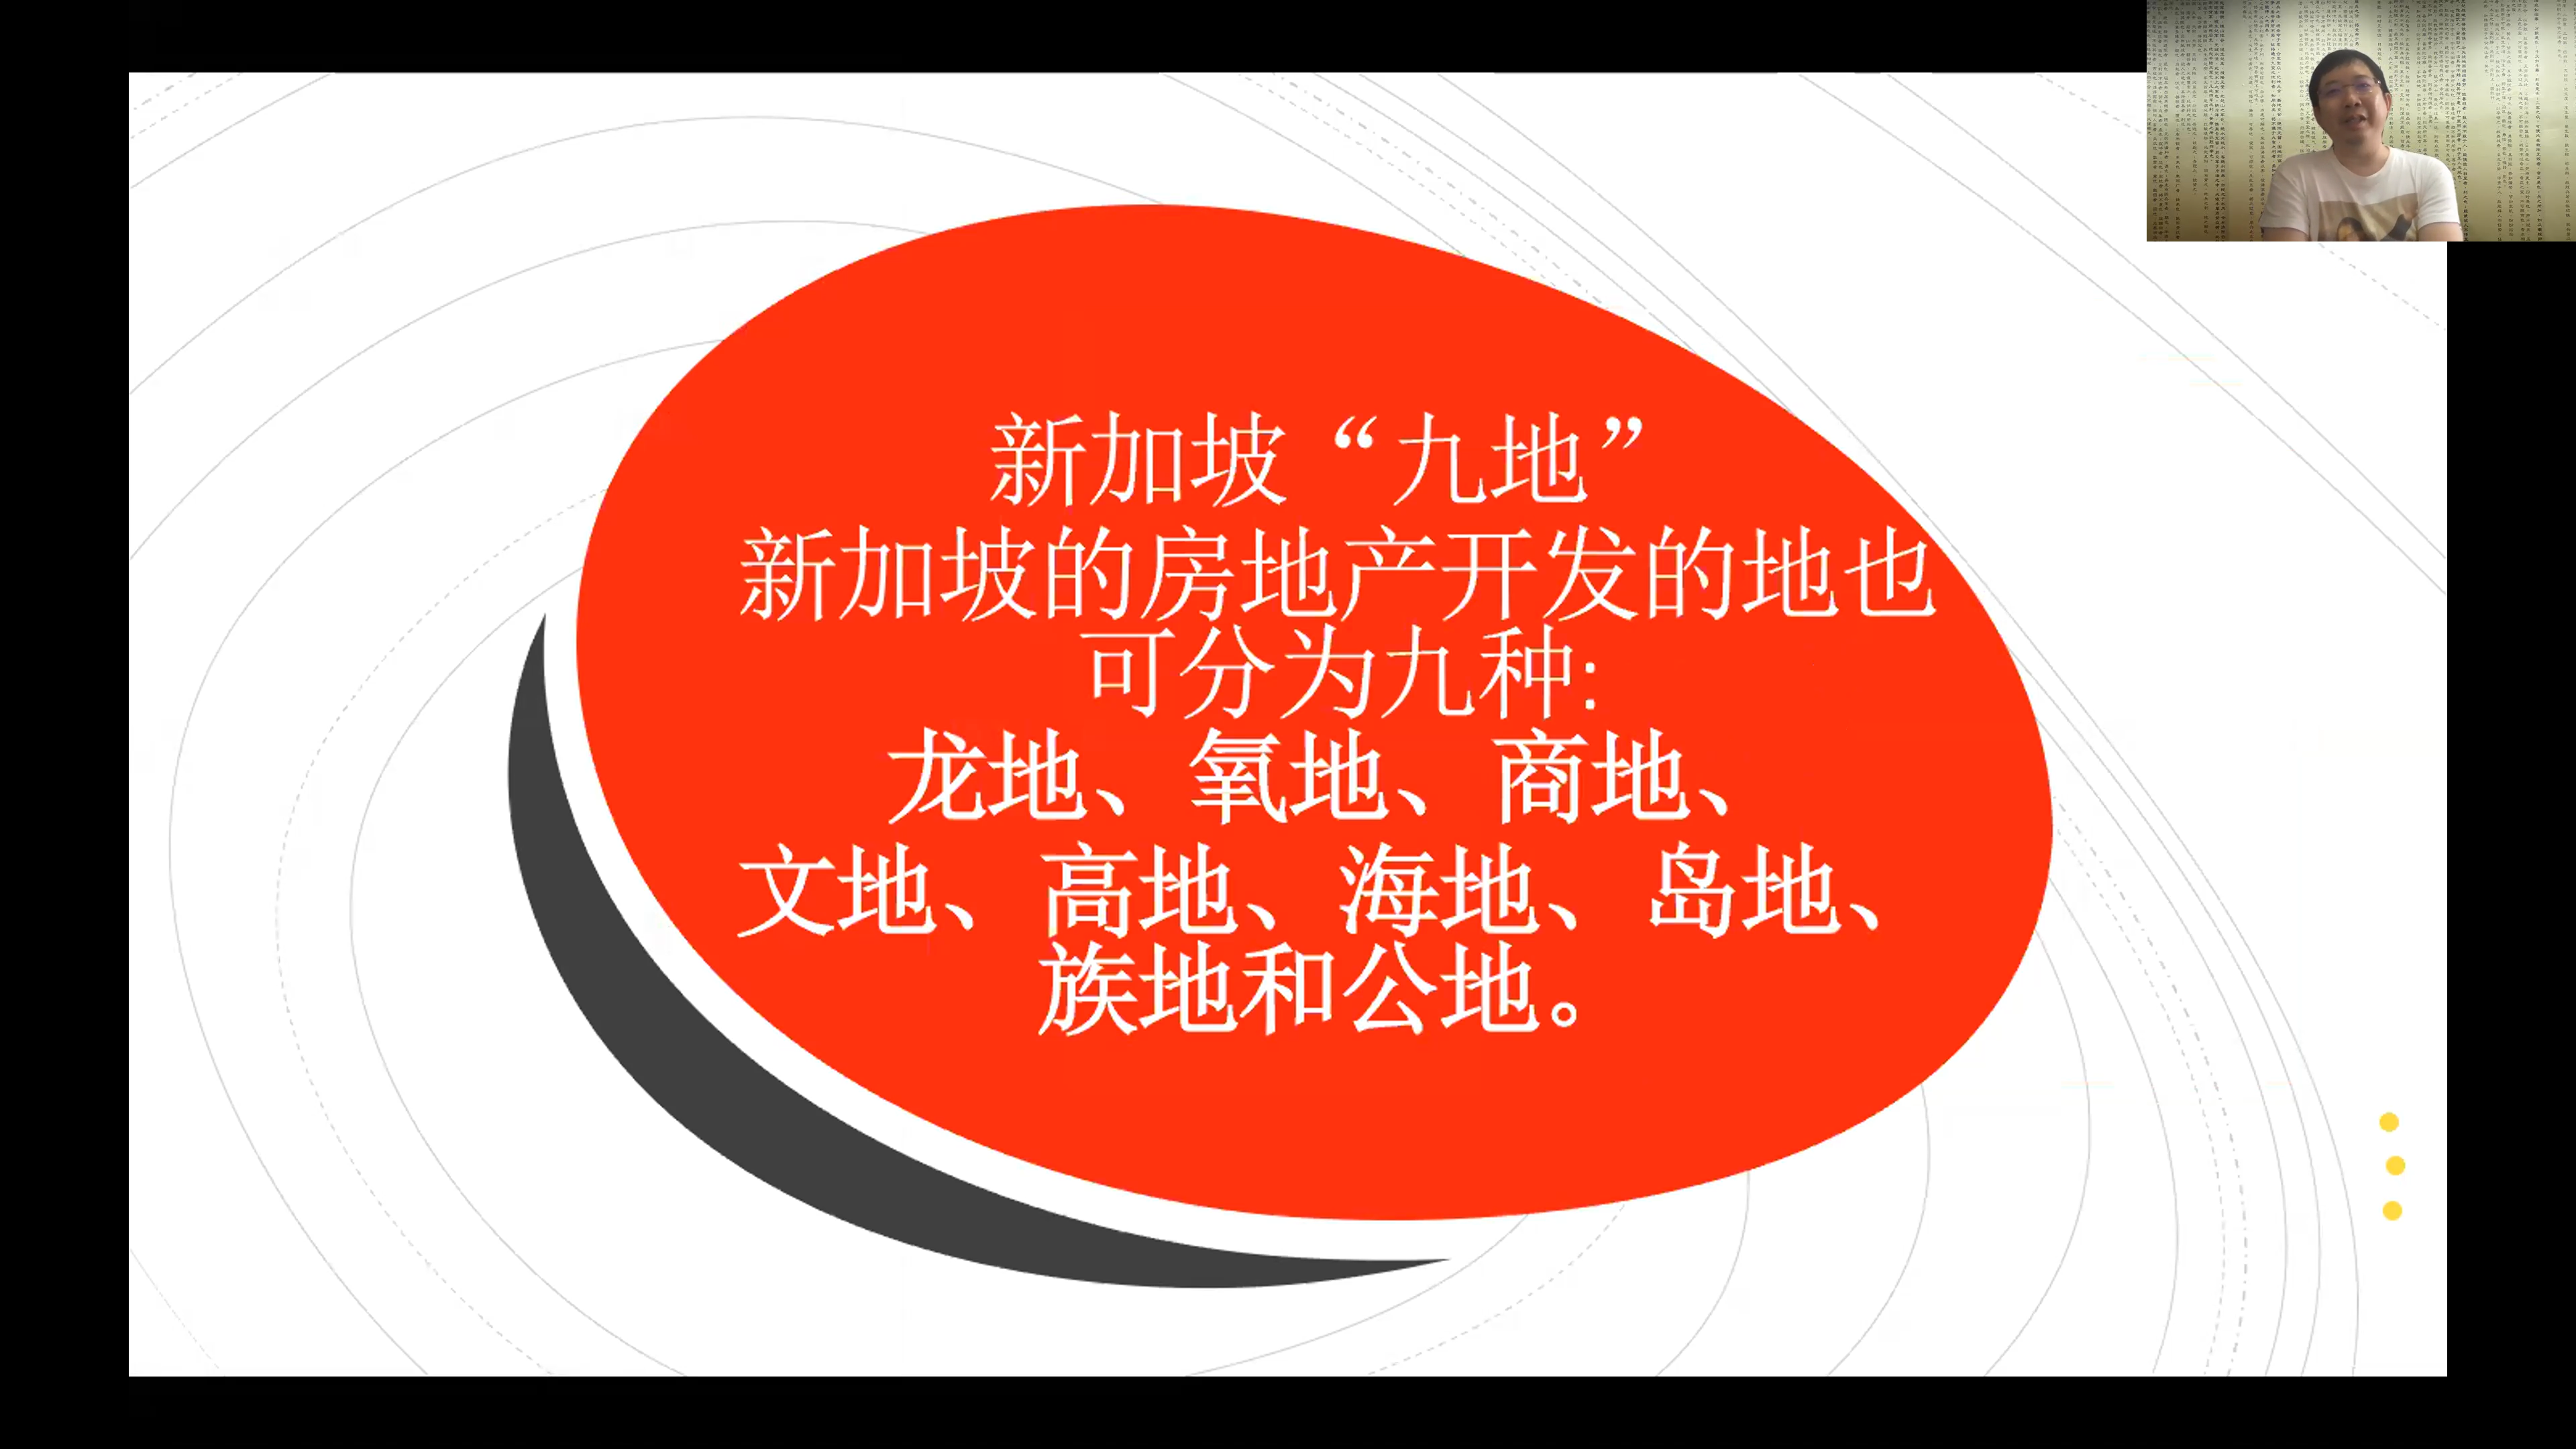 新加坡“九地”
新加坡的房地产开发的地也
可分为九种:
龙地、氧地、商地、
文地、高地、海地、岛地、
族地和公地。